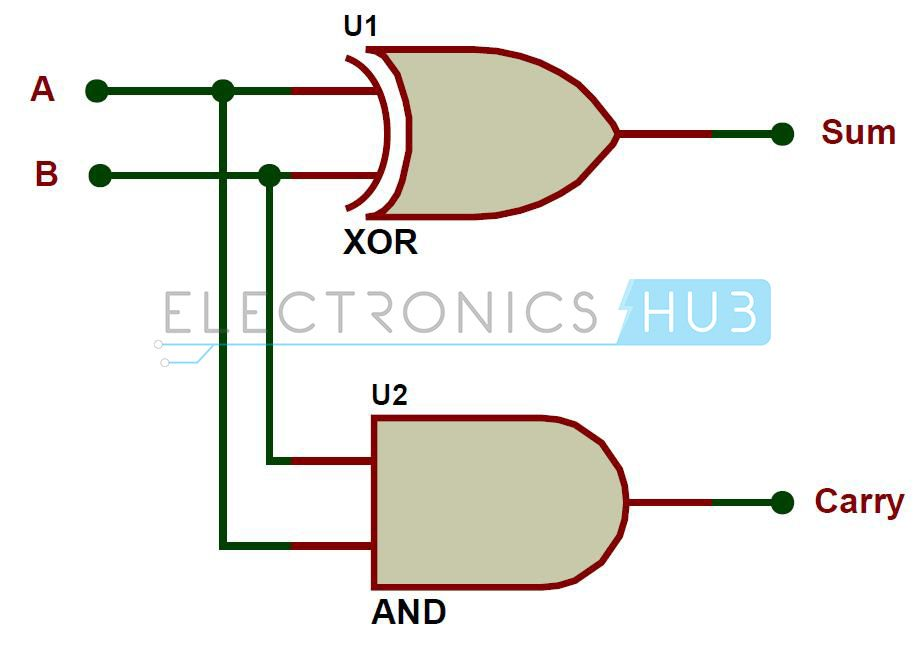 U1
A
Sum
B
XOR
ELECTRONICS HUB
U2
Carry
AND